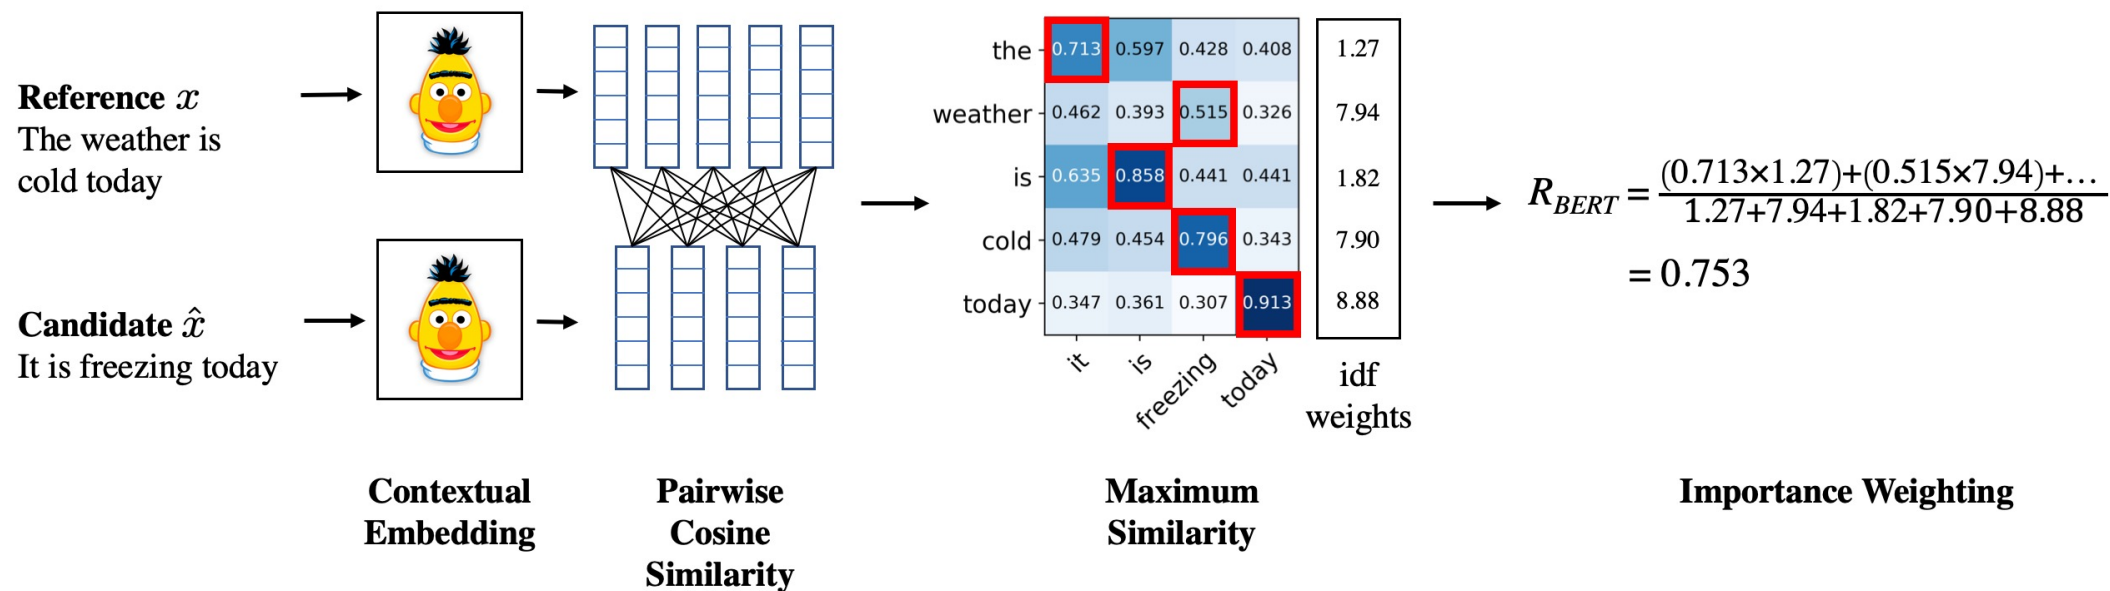 Reference x
The weather is
cold today
Candidate x̂
It is freezing today
Contextual
Embedding
Pairwise
Cosine
Similarity
the 0.713 0.597 0.428 0.408 1.27
weather 0.462 0.393 0.515 0.326 7.94
is 0.635 0.858 0.441 0.441 1.82
cold 0.479 0.454 0.796 0.343 7.90
today 0.347 0.361 0.307 0.913 8.88
it is freezing today
idf
weights
Maximum
Similarity
R_BERT = (0.713×1.27)+(0.515×7.94)+...
1.27+7.94+1.82+7.90+8.88
= 0.753
Importance Weighting